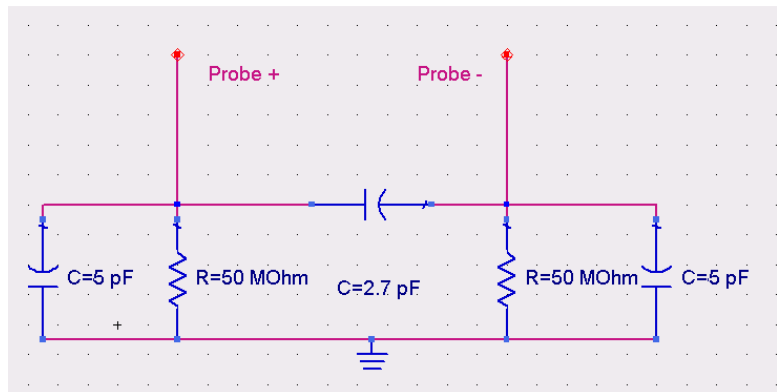 Probe +
Probe -
C=5 pF
R=50 MOhm
C=2.7 pF
R=50 MOhm
C=5 pF